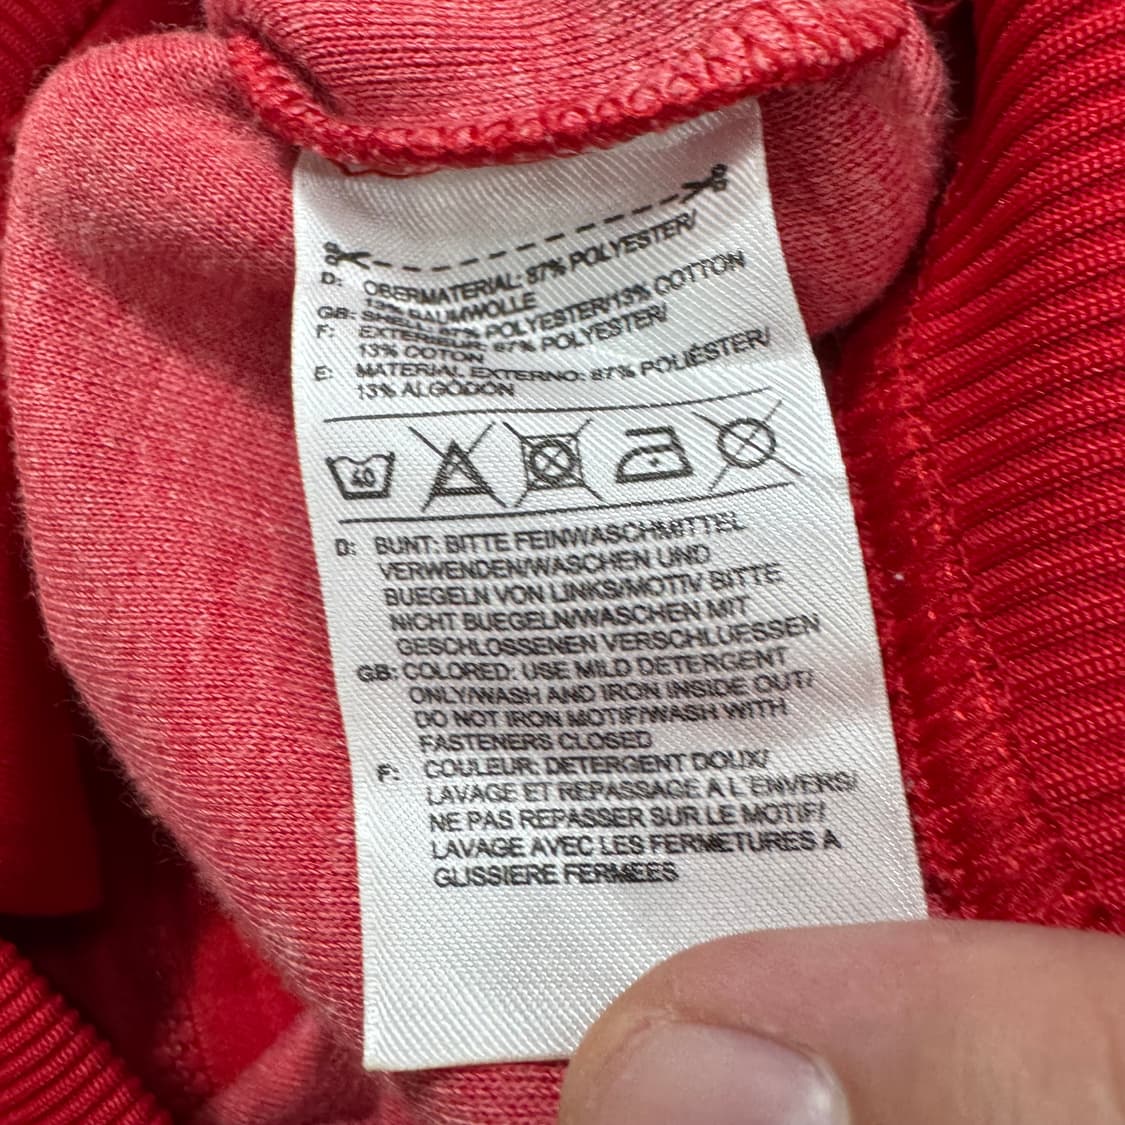 D: OBERMATERIAL: 87% POLYESTER/
13% BAUMWOLLE
GB: SHELL: 87% POLYESTER/13% COTTON
F: EXTERIEUR: 87% POLYESTER/
13% COTON
E: MATERIAL EXTERNO: 87% POLIÉSTER/
13% ALGODÓN
40
D: BUNT: BITTE FEINWASCHMITTEL
VERWENDEN/WASCHEN UND
BUEGELN VON LINKS/MOTIV BITTE
NICHT BUEGELN/WASCHEN MIT
GESCHLOSSENEN VERSCHLUESSEN
GB: COLORED: USE MILD DETERGENT
ONLY/WASH AND IRON INSIDE OUT/
DO NOT IRON MOTIF/WASH WITH
FASTENERS CLOSED
F: COULEUR: DETERGENT DOUX/
LAVAGE ET REPASSAGE A L'ENVERS/
NE PAS REPASSER SUR LE MOTIF/
LAVAGE AVEC LES FERMETURES A
GLISSIERE FERMEES